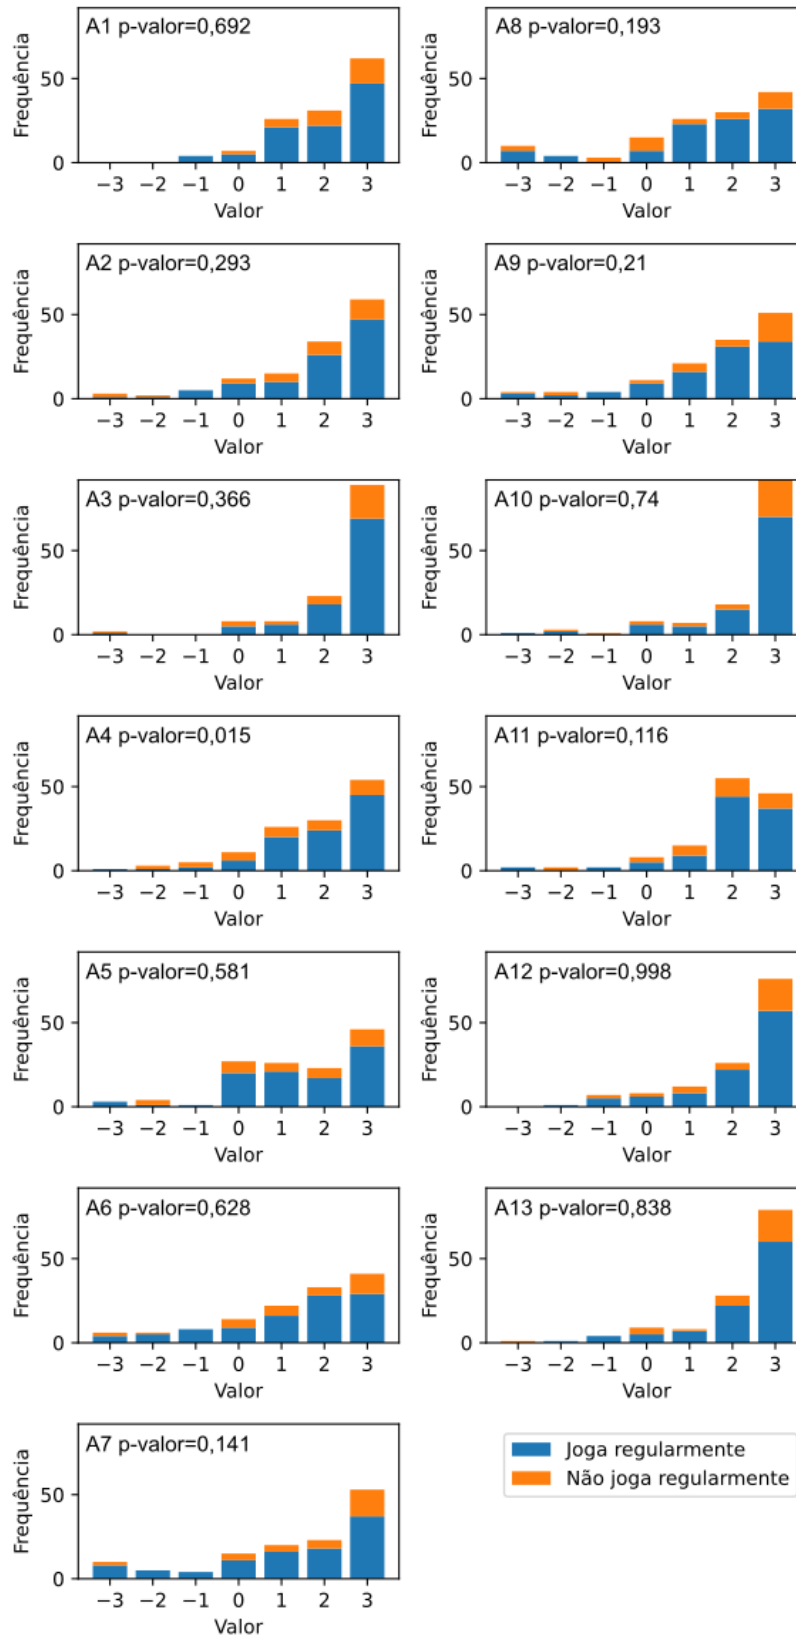 A1 p-valor=0,692
Frequência
50
0
−3 −2 −1 0 1 2 3
Valor
A8 p-valor=0,193
Frequência
50
0
−3 −2 −1 0 1 2 3
Valor
A2 p-valor=0,293
Frequência
50
0
−3 −2 −1 0 1 2 3
Valor
A9 p-valor=0,21
Frequência
50
0
−3 −2 −1 0 1 2 3
Valor
A3 p-valor=0,366
Frequência
50
0
−3 −2 −1 0 1 2 3
Valor
A10 p-valor=0,74
Frequência
50
0
−3 −2 −1 0 1 2 3
Valor
A4 p-valor=0,015
Frequência
50
0
−3 −2 −1 0 1 2 3
Valor
A11 p-valor=0,116
Frequência
50
0
−3 −2 −1 0 1 2 3
Valor
A5 p-valor=0,581
Frequência
50
0
−3 −2 −1 0 1 2 3
Valor
A12 p-valor=0,998
Frequência
50
0
−3 −2 −1 0 1 2 3
Valor
A6 p-valor=0,628
Frequência
50
0
−3 −2 −1 0 1 2 3
Valor
A13 p-valor=0,838
Frequência
50
0
−3 −2 −1 0 1 2 3
Valor
A7 p-valor=0,141
Frequência
50
0
−3 −2 −1 0 1 2 3
Valor
Joga regularmente
Não joga regularmente